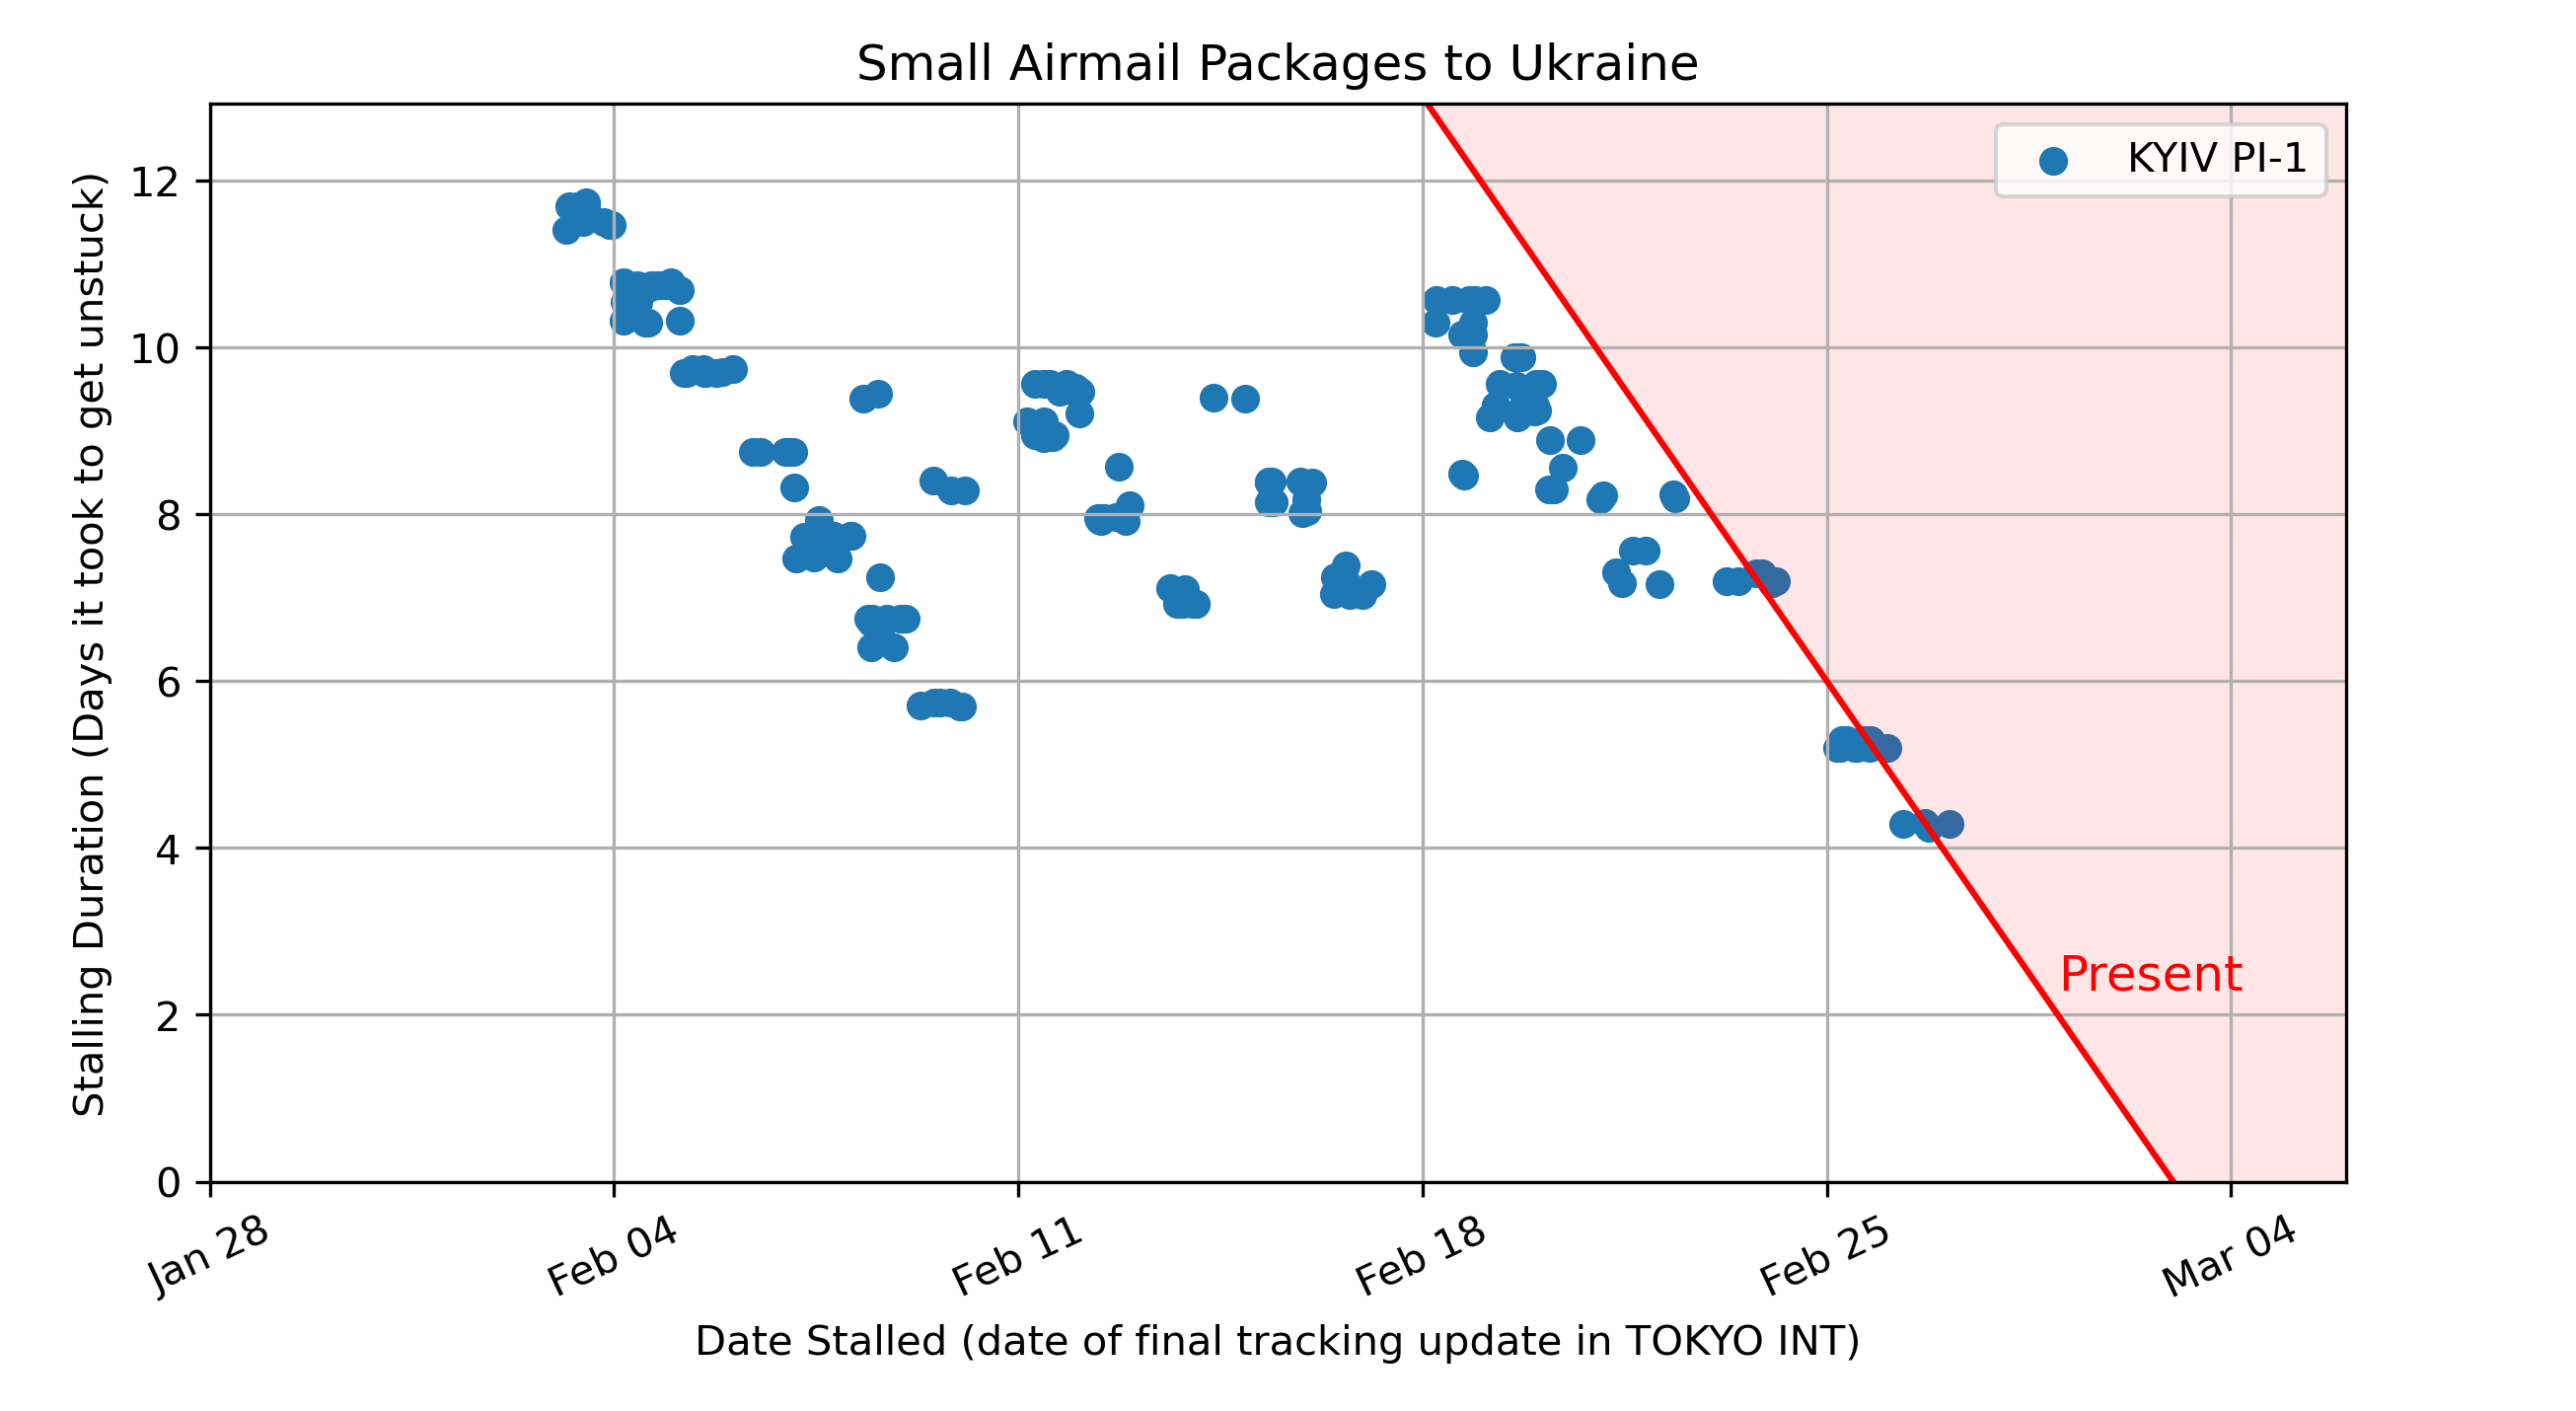 Small Airmail Packages to Ukraine
KYIV PI-1
Stalling Duration (Days it took to get unstuck)
12
10
8
6
4
2
0
Present
Jan 28
Feb 04
Feb 11
Feb 18
Feb 25
Mar 04
Date Stalled (date of final tracking update in TOKYO INT)